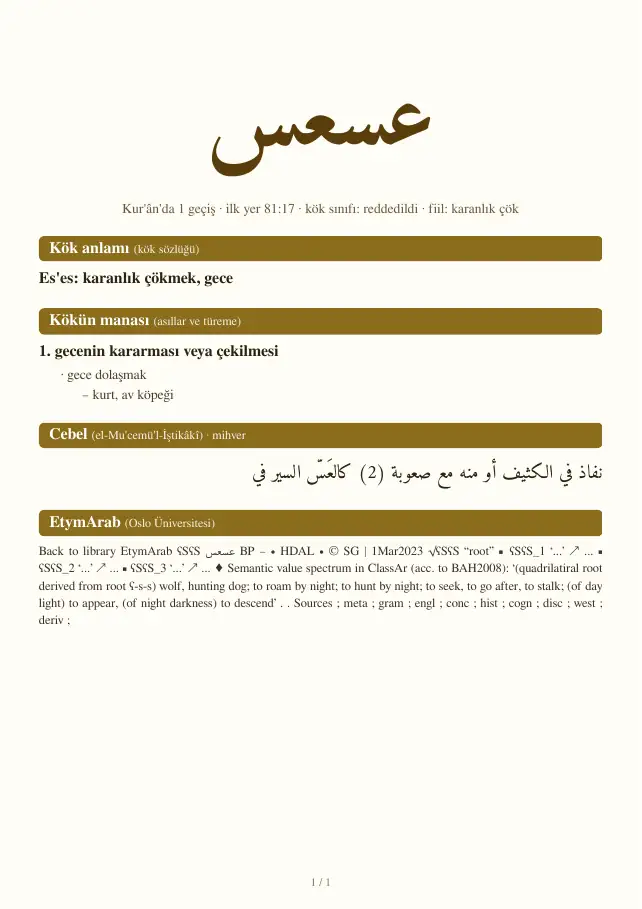 عسعس
Kur'ân'da 1 geçiş · ilk yer 81:17 · kök sınıfı: reddedildi · fiil: karanlık çök
Kök anlamı (kök sözlüğü)
Es'es: karanlık çökmek, gece
Kökün manası (asıllar ve türeme)
1. gecenin kararması veya çekilmesi
· gece dolaşmak
– kurt, av köpeği
Cebel (el-Mu'cemü'l-İştikâkî) · mihver
نفاذ في الكثيف أو منه مع صعوبة (2) كالعَسّ السير في
EtymArab (Oslo Üniversitesi)
Back to library EtymArab ʕSʕS عسعس BP – • HDAL • © SG | 1Mar2023 √ʕSʕS “root” ▪ ʕSʕS_1 ‘...’ ↗ ... ▪
ʕSʕS_2 ‘...’ ↗ ... ▪ ʕSʕS_3 ‘...’ ↗ ... ♦ Semantic value spectrum in ClassAr (acc. to BAH2008): ‘(quadrilatiral root
derived from root ʕ-s-s) wolf, hunting dog; to roam by night; to hunt by night; to seek, to go after, to stalk; (of day
light) to appear, (of night darkness) to descend’ . . Sources ; meta ; gram ; engl ; conc ; hist ; cogn ; disc ; west ;
deriv ;
1 / 1